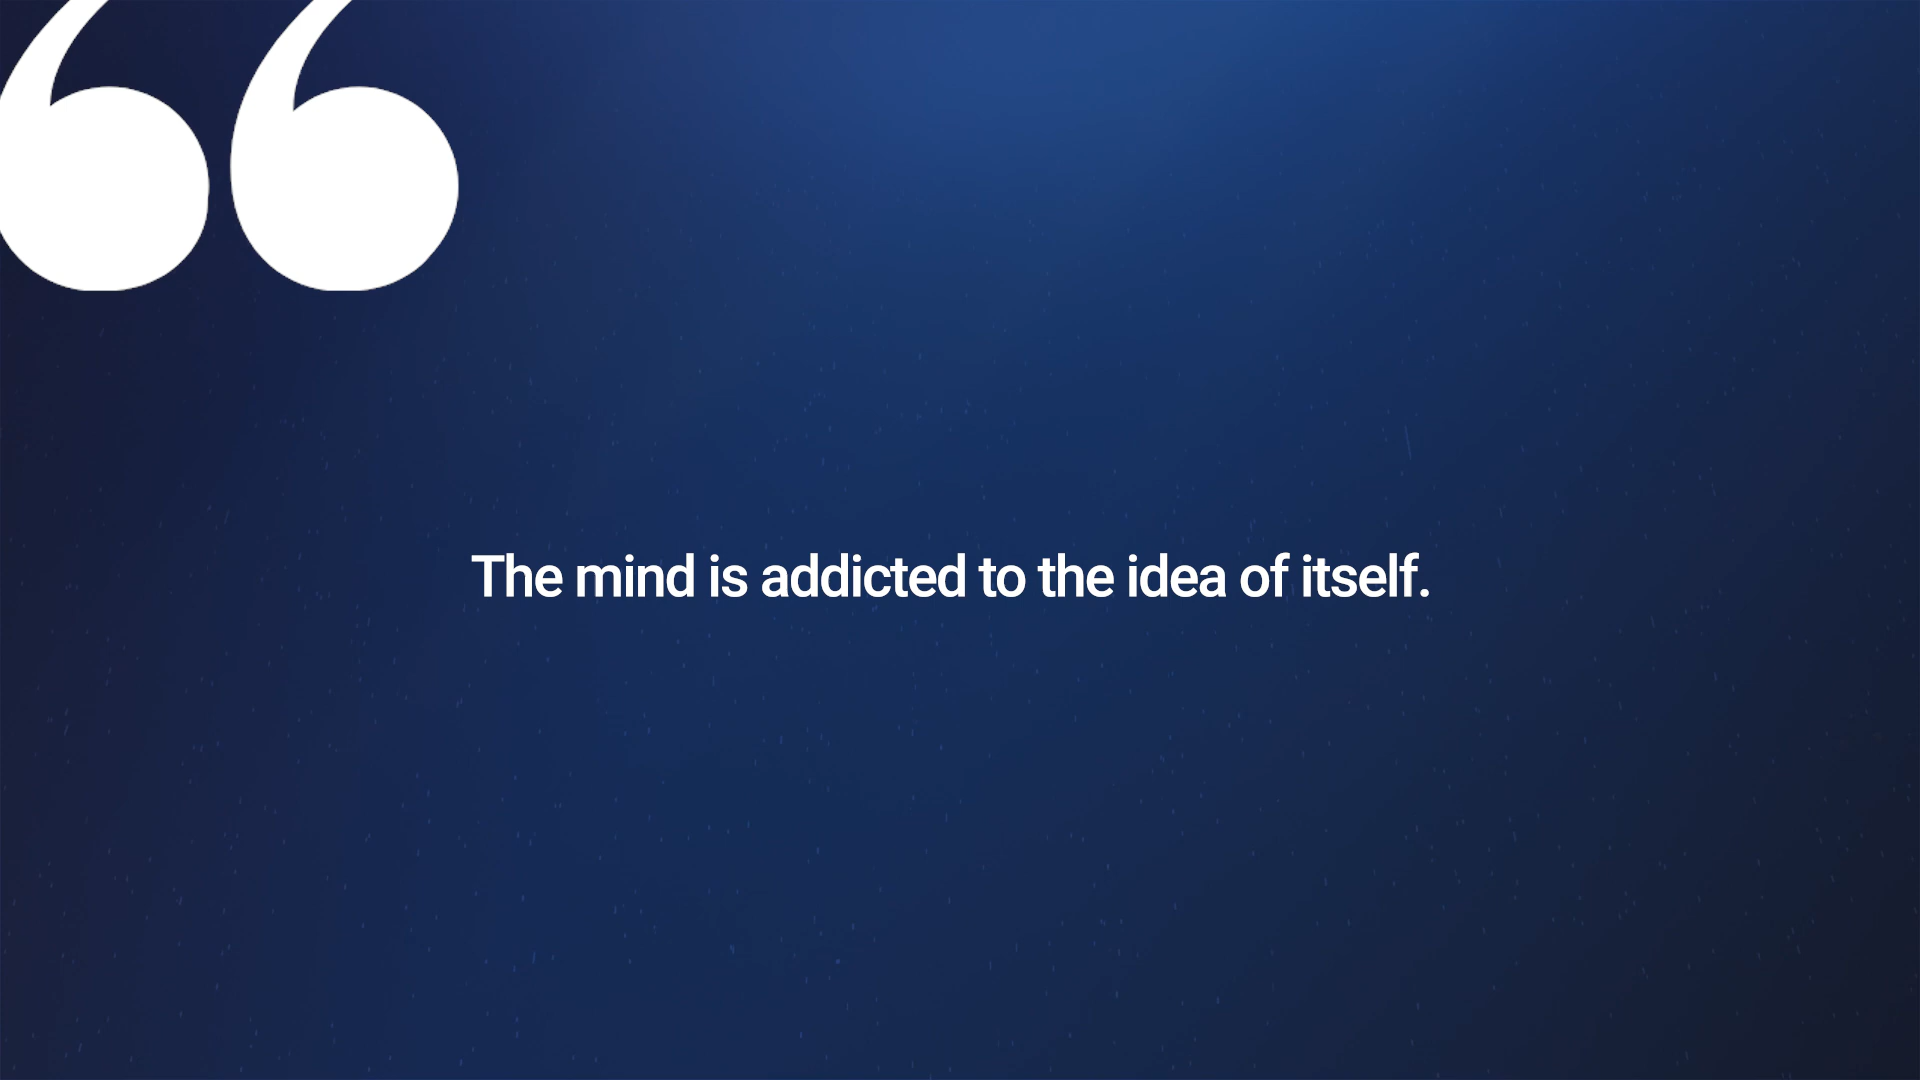 “
The mind is addicted to the idea of itself.